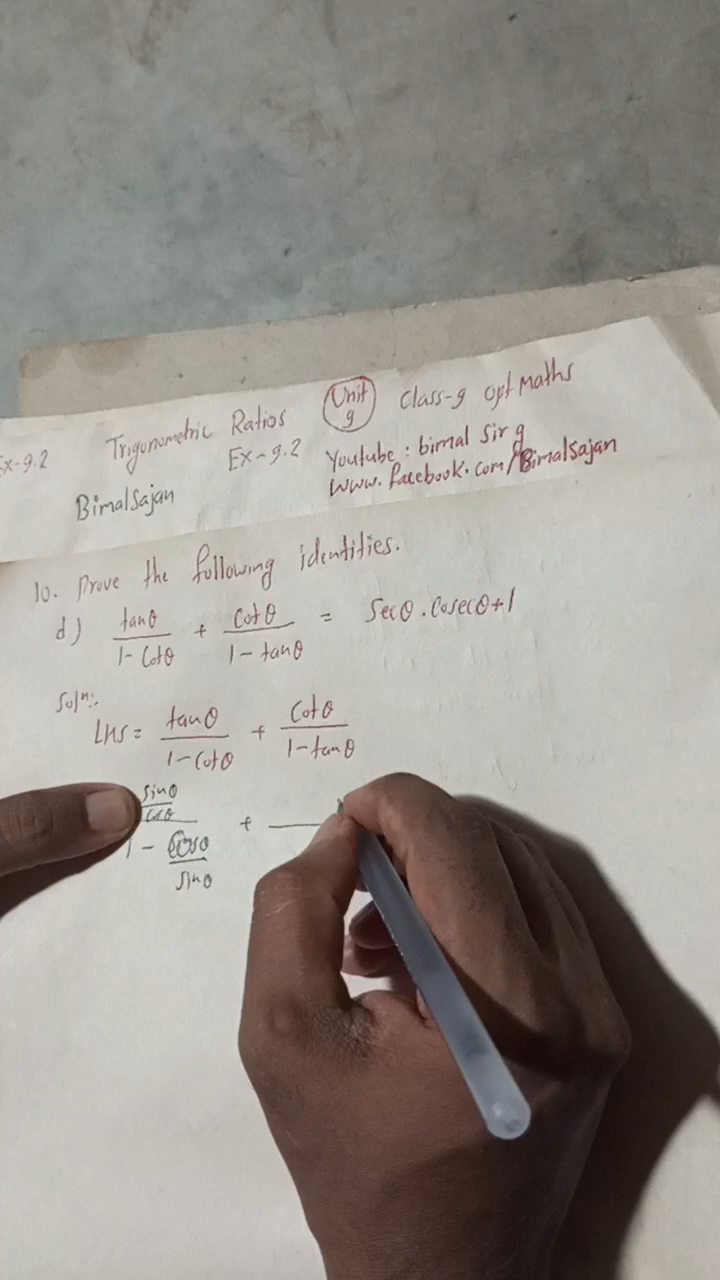 Ex-9.2 Trigonometric Ratios Unit 9 Class-9 Opt Maths
Ex-9.2 Youtube : bimal sir g
BimalSajan www.facebook.com/BimalSajan
10. Prove the following identities.
d) tanθ/(1-Cotθ) + Cotθ/(1-tanθ) = Secθ.Cosecθ+1
Soln:.
LHS = tanθ/(1-Cotθ) + Cotθ/(1-tanθ)
(sinθ/cosθ)/(1 - Cosθ/sinθ) +